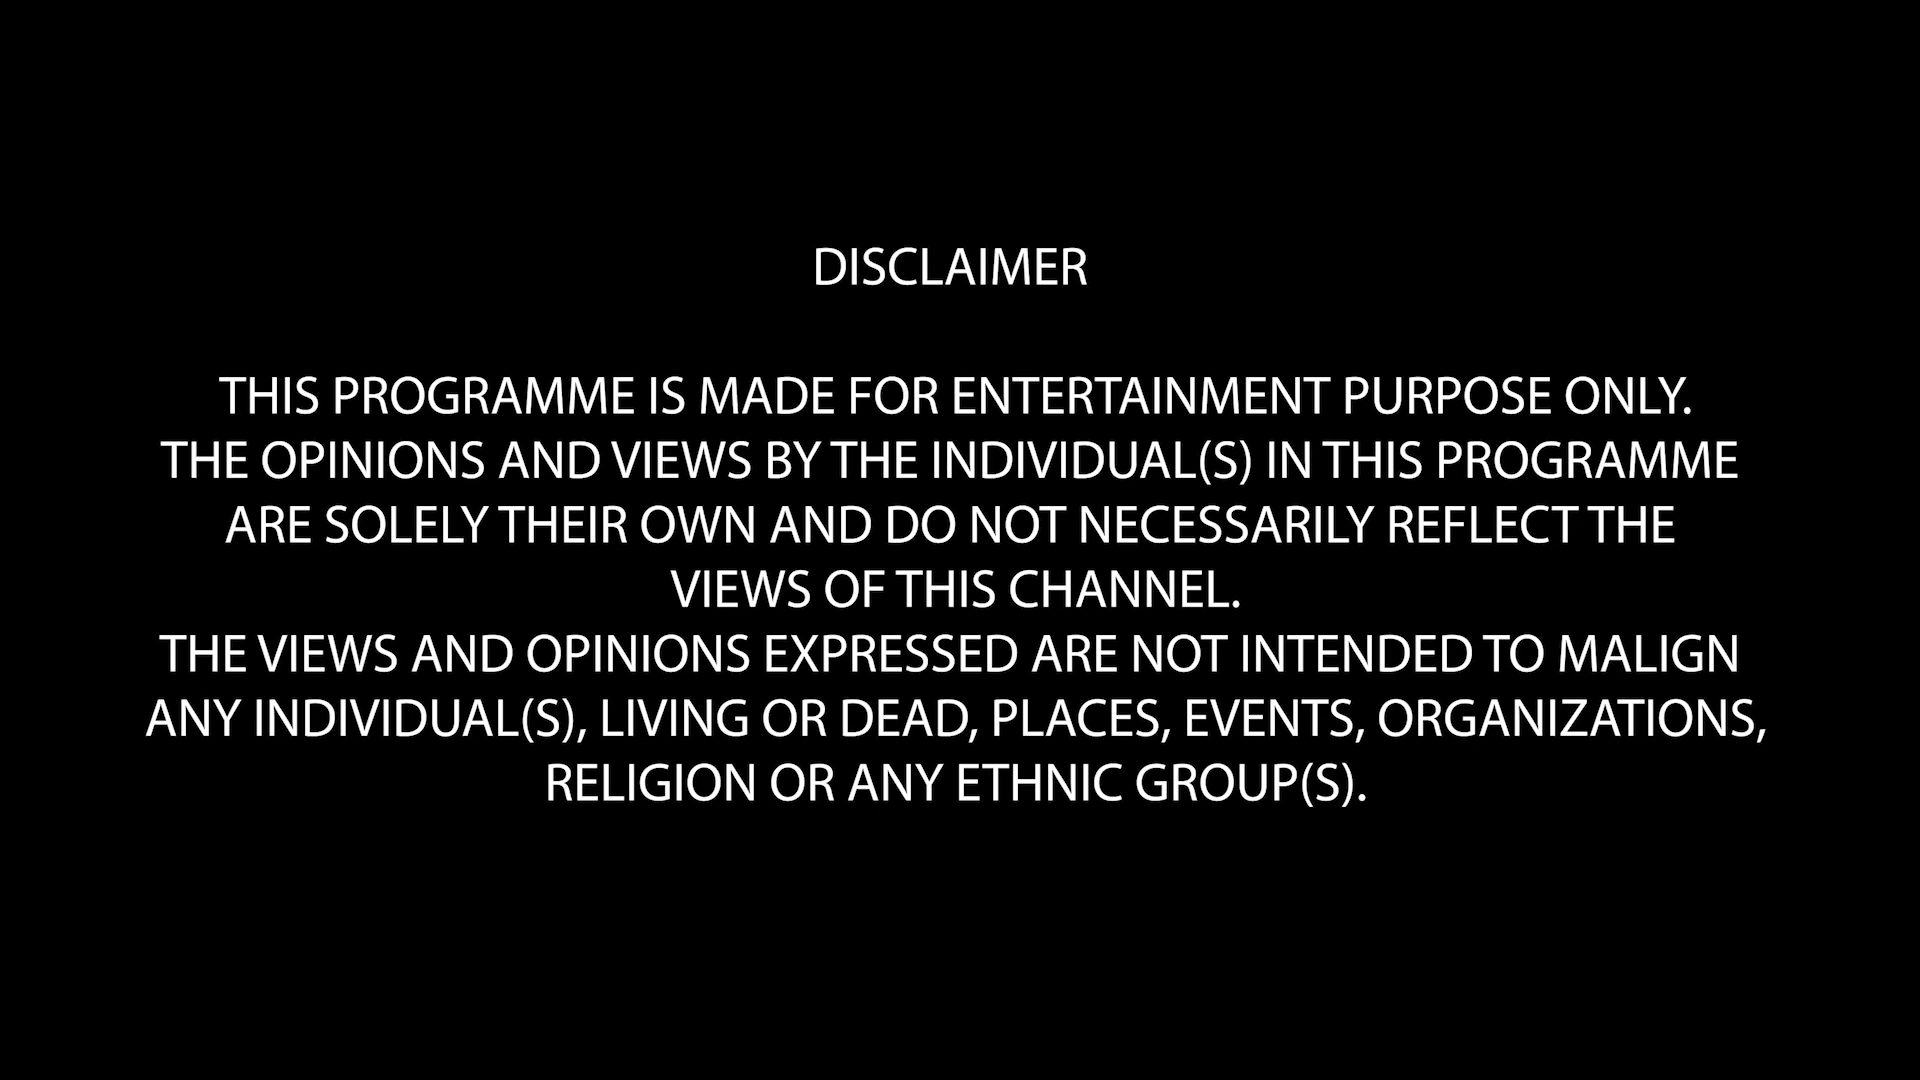 DISCLAIMER
THIS PROGRAMME IS MADE FOR ENTERTAINMENT PURPOSE ONLY.
THE OPINIONS AND VIEWS BY THE INDIVIDUAL(S) IN THIS PROGRAMME
ARE SOLELY THEIR OWN AND DO NOT NECESSARILY REFLECT THE
VIEWS OF THIS CHANNEL.
THE VIEWS AND OPINIONS EXPRESSED ARE NOT INTENDED TO MALIGN
ANY INDIVIDUAL(S), LIVING OR DEAD, PLACES, EVENTS, ORGANIZATIONS,
RELIGION OR ANY ETHNIC GROUP(S).